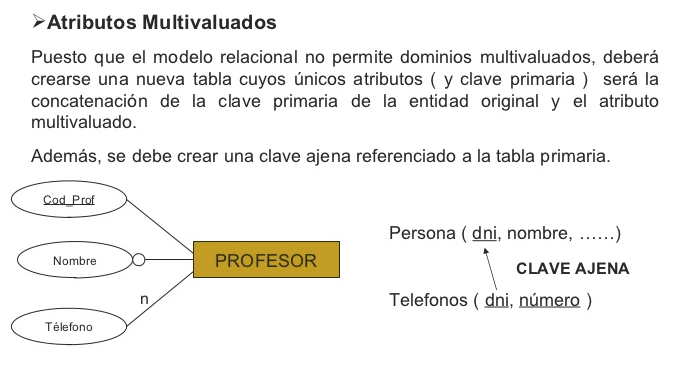 ➢Atributos Multivaluados
Puesto que el modelo relacional no permite dominios multivaluados, deberá
crearse una nueva tabla cuyos únicos atributos ( y clave primaria ) será la
concatenación de la clave primaria de la entidad original y el atributo
multivaluado.
Además, se debe crear una clave ajena referenciado a la tabla primaria.
Cod_Prof
Nombre
PROFESOR
n
Télefono
Persona ( dni, nombre, ……)
CLAVE AJENA
Telefonos ( dni, número )